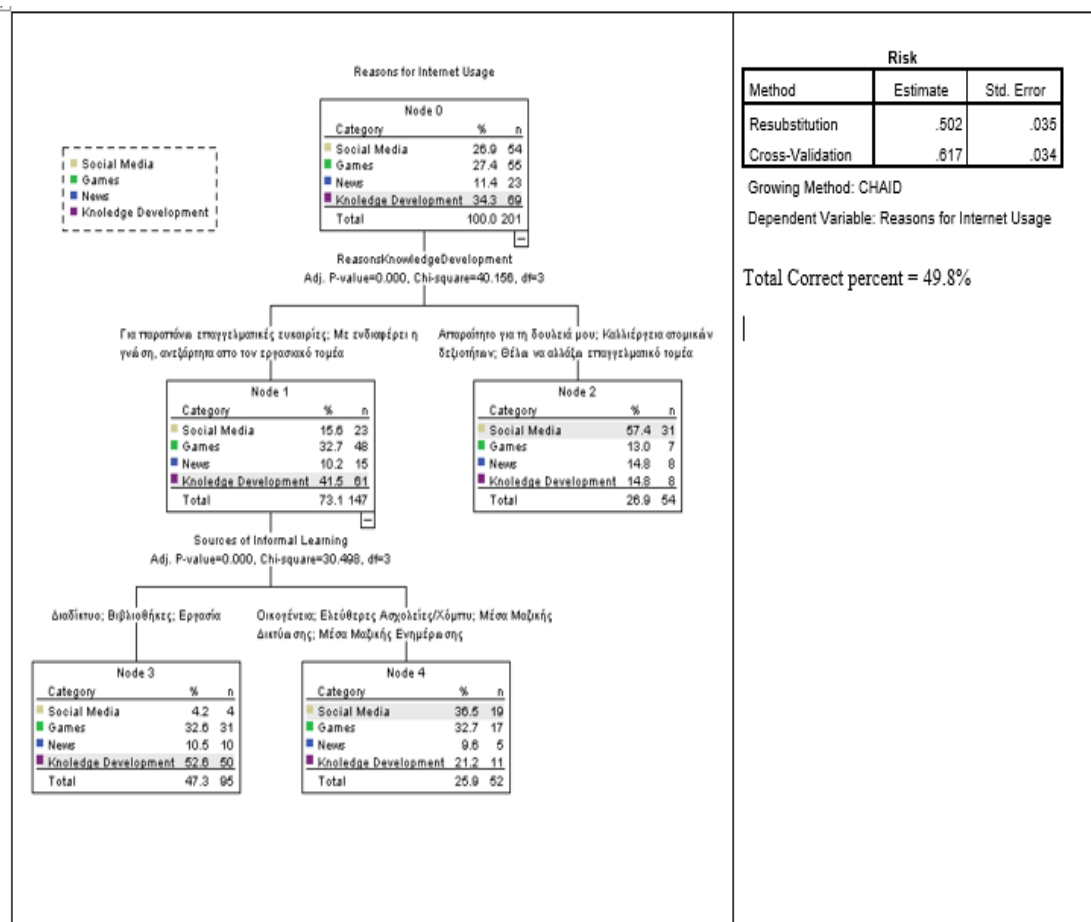 Reasons for Internet Usage
Node 0
Category % n
Social Media 26.9 54
Games 27.4 55
News 11.4 23
Knoledge Development 34.3 69
Total 100.0 201
Social Media
Games
News
Knoledge Development
ReasonsKnowledgeDevelopment
Adj. P-value=0.000, Chi-square=40.156, df=3
Για παραπάνω επαγγελματικές ευκαιρίες; Με ενδιαφέρει η
γνώση, ανεξάρτητα απο τον εργασιακό τομέα
Απαραίτητο για τη δουλειά μου; Καλλιέργεια ατομικών
δεξιοτήτων; Θέλω να αλλάξω επαγγελματικό τομέα
Node 1
Category % n
Social Media 15.6 23
Games 32.7 48
News 10.2 15
Knoledge Development 41.5 61
Total 73.1 147
Node 2
Category % n
Social Media 57.4 31
Games 13.0 7
News 14.8 8
Knoledge Development 14.8 8
Total 26.9 54
Sources of Informal Learning
Adj. P-value=0.000, Chi-square=30.498, df=3
Διαδίκτυο; Βιβλιοθήκες; Εργασία
Οικογένεια; Ελεύθερες Ασχολείες/Χόμπυ; Μέσα Μαζικής
Δικτύωσης; Μέσα Μαζικής Ενημέρωσης
Node 3
Category % n
Social Media 4.2 4
Games 32.6 31
News 10.5 10
Knoledge Development 52.6 50
Total 47.3 95
Node 4
Category % n
Social Media 36.5 19
Games 32.7 17
News 9.6 5
Knoledge Development 21.2 11
Total 25.9 52
Risk
Method Estimate Std. Error
Resubstitution .502 .035
Cross-Validation .617 .034
Growing Method: CHAID
Dependent Variable: Reasons for Internet Usage
Total Correct percent = 49.8%